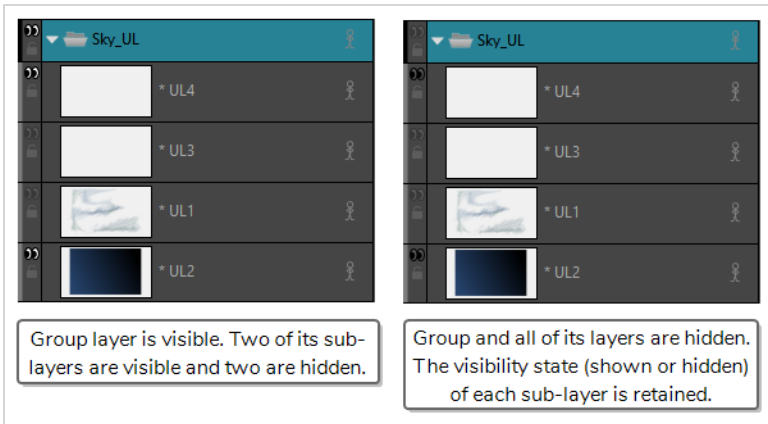 Sky_UL
* UL4
* UL3
* UL1
* UL2
Group layer is visible. Two of its sub-
layers are visible and two are hidden.
Sky_UL
* UL4
* UL3
* UL1
* UL2
Group and all of its layers are hidden.
The visibility state (shown or hidden)
of each sub-layer is retained.